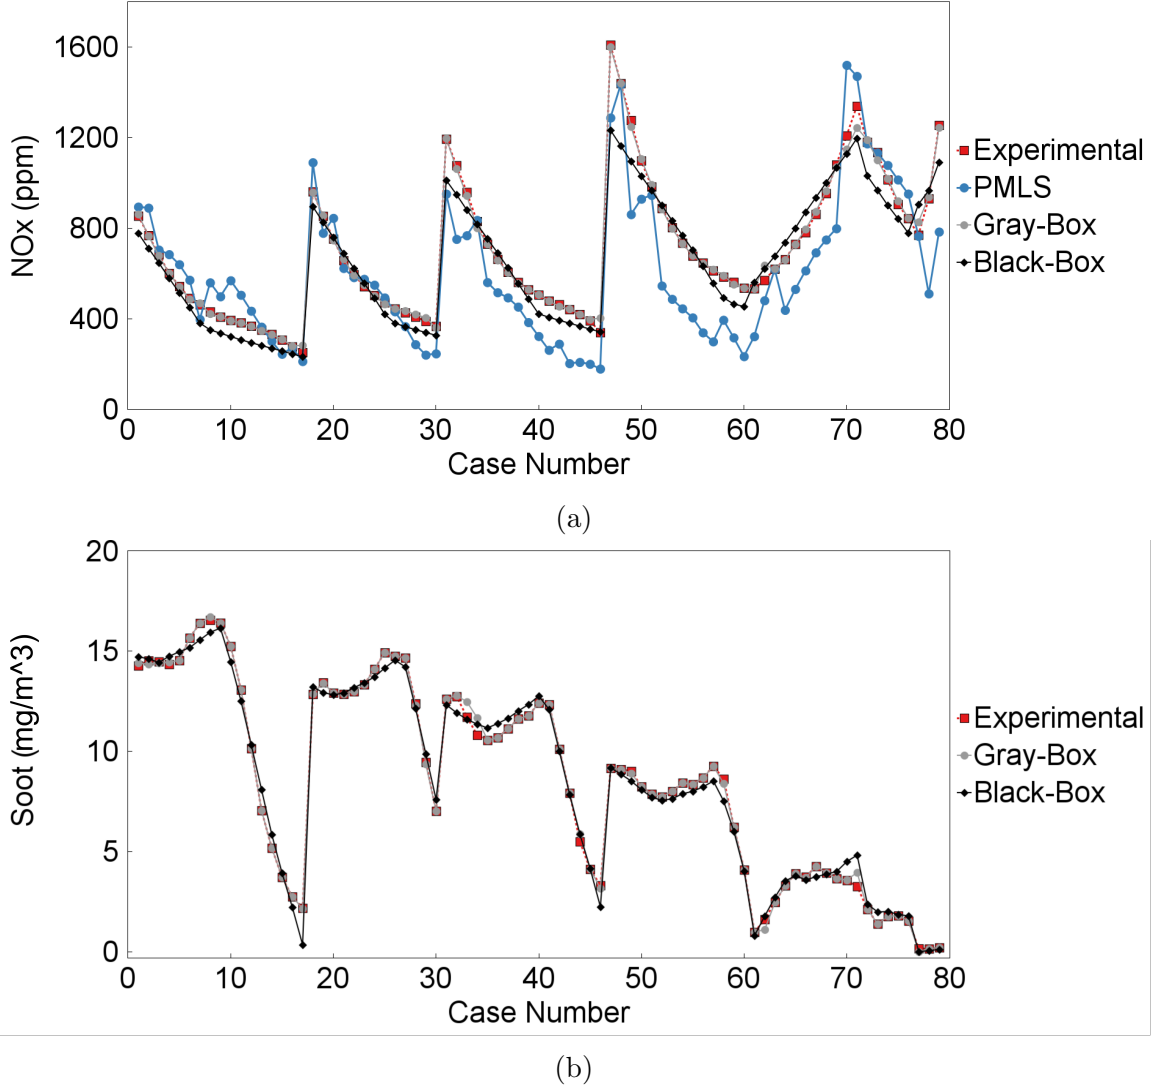 1600
1200
800
400
0
NOx (ppm)
0 10 20 30 40 50 60 70 80
Case Number
Experimental
PMLS
Gray-Box
Black-Box
(a)
20
15
10
5
0
Soot (mg/m^3)
0 10 20 30 40 50 60 70 80
Case Number
Experimental
Gray-Box
Black-Box
(b)